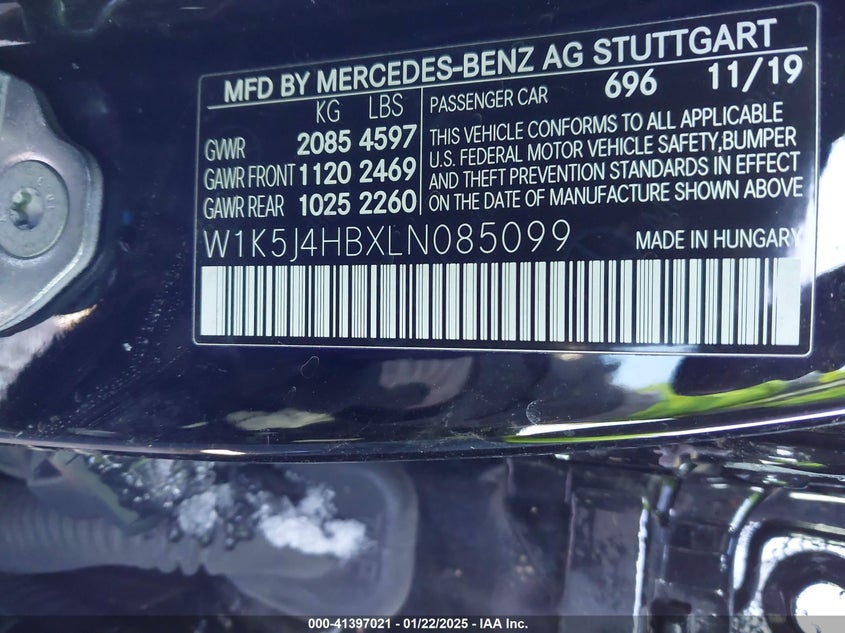 MFD BY MERCEDES-BENZ AG STUTTGART
KG LBS
GVWR 2085 4597
GAWR FRONT 1120 2469
GAWR REAR 1025 2260
PASSENGER CAR 696 11/19
THIS VEHICLE CONFORMS TO ALL APPLICABLE
U.S. FEDERAL MOTOR VEHICLE SAFETY, BUMPER
AND THEFT PREVENTION STANDARDS IN EFFECT
ON THE DATE OF MANUFACTURE SHOWN ABOVE
W1K5J4HBXLN085099
MADE IN HUNGARY
000-41397021 - 01/22/2025 - IAA Inc.